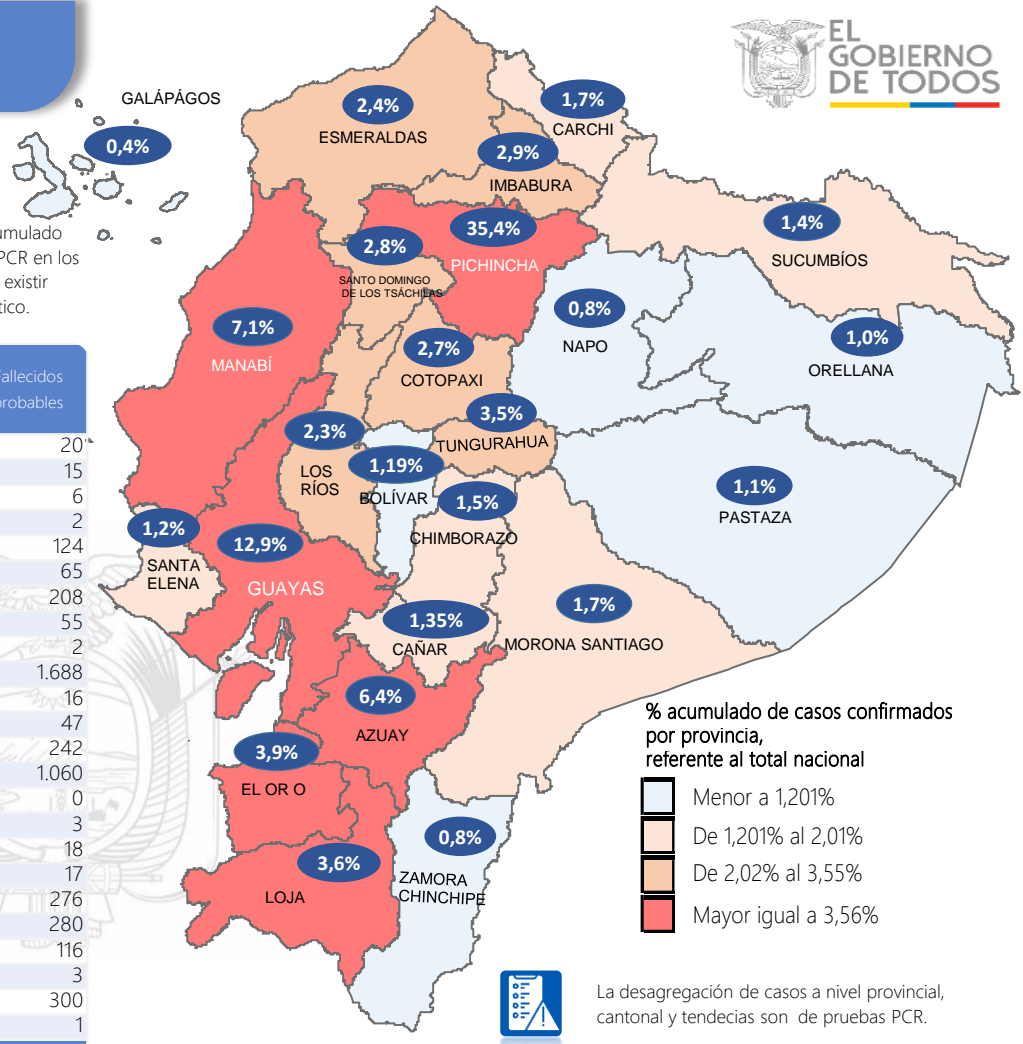 EL
GOBIERNO
DE TODOS
GALÁPÁGOS
0,4%
2,4%
ESMERALDAS
1,7%
CARCHI
2,9%
IMBABURA
1,4%
SUCUMBÍOS
35,4%
PICHINCHA
2,8%
SANTO DOMINGO
DE LOS TSÁCHILAS
0,8%
NAPO
1,0%
ORELLANA
7,1%
MANABÍ
2,7%
COTOPAXI
3,5%
TUNGURAHUA
2,3%
LOS
RÍOS
1,19%
BOLÍVAR
1,5%
CHIMBORAZO
1,1%
PASTAZA
1,2%
SANTA
ELENA
12,9%
GUAYAS
1,35%
CAÑAR
1,7%
MORONA SANTIAGO
6,4%
AZUAY
3,9%
EL OR O
3,6%
LOJA
0,8%
ZAMORA
CHINCHIPE
umulado
PCR en los
existir
tico.
Fallecidos
probables
20
15
6
2
124
65
208
55
2
1.688
16
47
242
1.060
0
3
18
17
276
280
116
3
300
1
% acumulado de casos confirmados
por provincia,
referente al total nacional
Menor a 1,201%
De 1,201% al 2,01%
De 2,02% al 3,55%
Mayor igual a 3,56%
La desagregación de casos a nivel provincial,
cantonal y tendecias son de pruebas PCR.